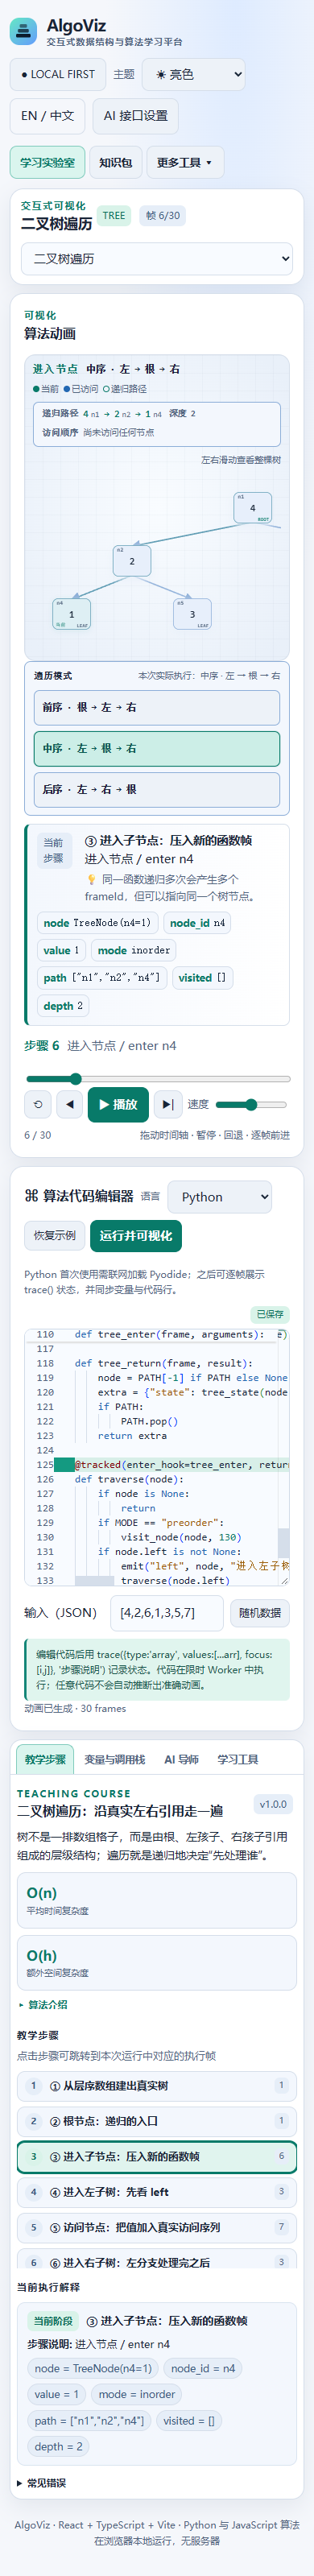 AlgoViz
交互式数据结构与算法学习平台
● LOCAL FIRST 主题 ☀ 亮色
EN / 中文 AI 接口设置
学习实验室 知识包 更多工具 ▾
交互式可视化
二叉树遍历 TREE 帧 6/30
二叉树遍历
可视化
算法动画
进入节点 中序 · 左 → 根 → 右
当前 已访问 递归路径
递归路径 4 n1 → 2 n2 → 1 n4 深度 2
访问顺序 尚未访问任何节点
左右滑动查看整棵树
n1
4
ROOT
n2
2
n4
1
LEAF
n5
3
LEAF
遍历模式 本次实际执行：中序 · 左 → 根 → 右
前序 · 根 → 左 → 右
中序 · 左 → 根 → 右
后序 · 左 → 右 → 根
当前步骤
③ 进入子节点：压入新的函数帧
进入节点 / enter n4
💡 同一函数递归多次会产生多个
frameId，但可以指向同一个树节点。
node TreeNode(n4=1) node_id n4
value 1 mode inorder
path ["n1","n2","n4"] visited []
depth 2
步骤 6 进入节点 / enter n4
⟲ ◀ ▶ 播放 ▶| 速度
6 / 30 拖动时间轴 · 暂停 · 回退 · 逐帧前进
⌘ 算法代码编辑器 语言 Python
恢复示例 运行并可视化
Python 首次使用需联网加载 Pyodide；之后可逐帧展示
trace() 状态，并同步变量与代码行。
已保存
110 def tree_enter(frame, arguments):
117
118 def tree_return(frame, result):
119 node = PATH[-1] if PATH else None
120 extra = {"state": tree_state(node
121 if PATH:
122 PATH.pop()
123 return extra
124
125 @tracked(enter_hook=tree_enter, retur
126 def traverse(node):
127 if node is None:
128 return
129 if MODE == "preorder":
130 visit_node(node, 130)
131 if node.left is not None:
132 emit("left", node, "进入左子树
133 traverse(node.left)
输入（JSON） [4,2,6,1,3,5,7] 随机数据
编辑代码后用 trace({type:'array', values:[...arr], focus:
[i,j]}, '步骤说明') 记录状态。代码在限时 Worker 中执
行；任意代码不会自动推断出准确动画。
动画已生成 · 30 frames
教学步骤 变量与调用栈 AI 导师 学习工具
TEACHING COURSE
二叉树遍历：沿真实左右引用走一遍 v1.0.0
树不是一排数组格子，而是由根、左孩子、右孩子引用
组成的层级结构；遍历就是递归地决定“先处理谁”。
O(n)
平均时间复杂度
O(h)
额外空间复杂度
▸ 算法介绍
教学步骤
点击步骤可跳转到本次运行中对应的执行帧
1 ① 从层序数组建出真实树 1
2 ② 根节点：递归的入口 1
3 ③ 进入子节点：压入新的函数帧 6
4 ④ 进入左子树：先看 left 3
5 ⑤ 访问节点：把值加入真实访问序列 7
6 ⑥ 进入右子树：左分支处理完之后 3
当前执行解释
当前阶段 ③ 进入子节点：压入新的函数帧
步骤说明: 进入节点 / enter n4
node = TreeNode(n4=1) node_id = n4
value = 1 mode = inorder
path = ["n1","n2","n4"] visited = []
depth = 2
▸ 常见错误
AlgoViz · React + TypeScript + Vite · Python 与 JavaScript 算法
在浏览器本地运行，无服务器